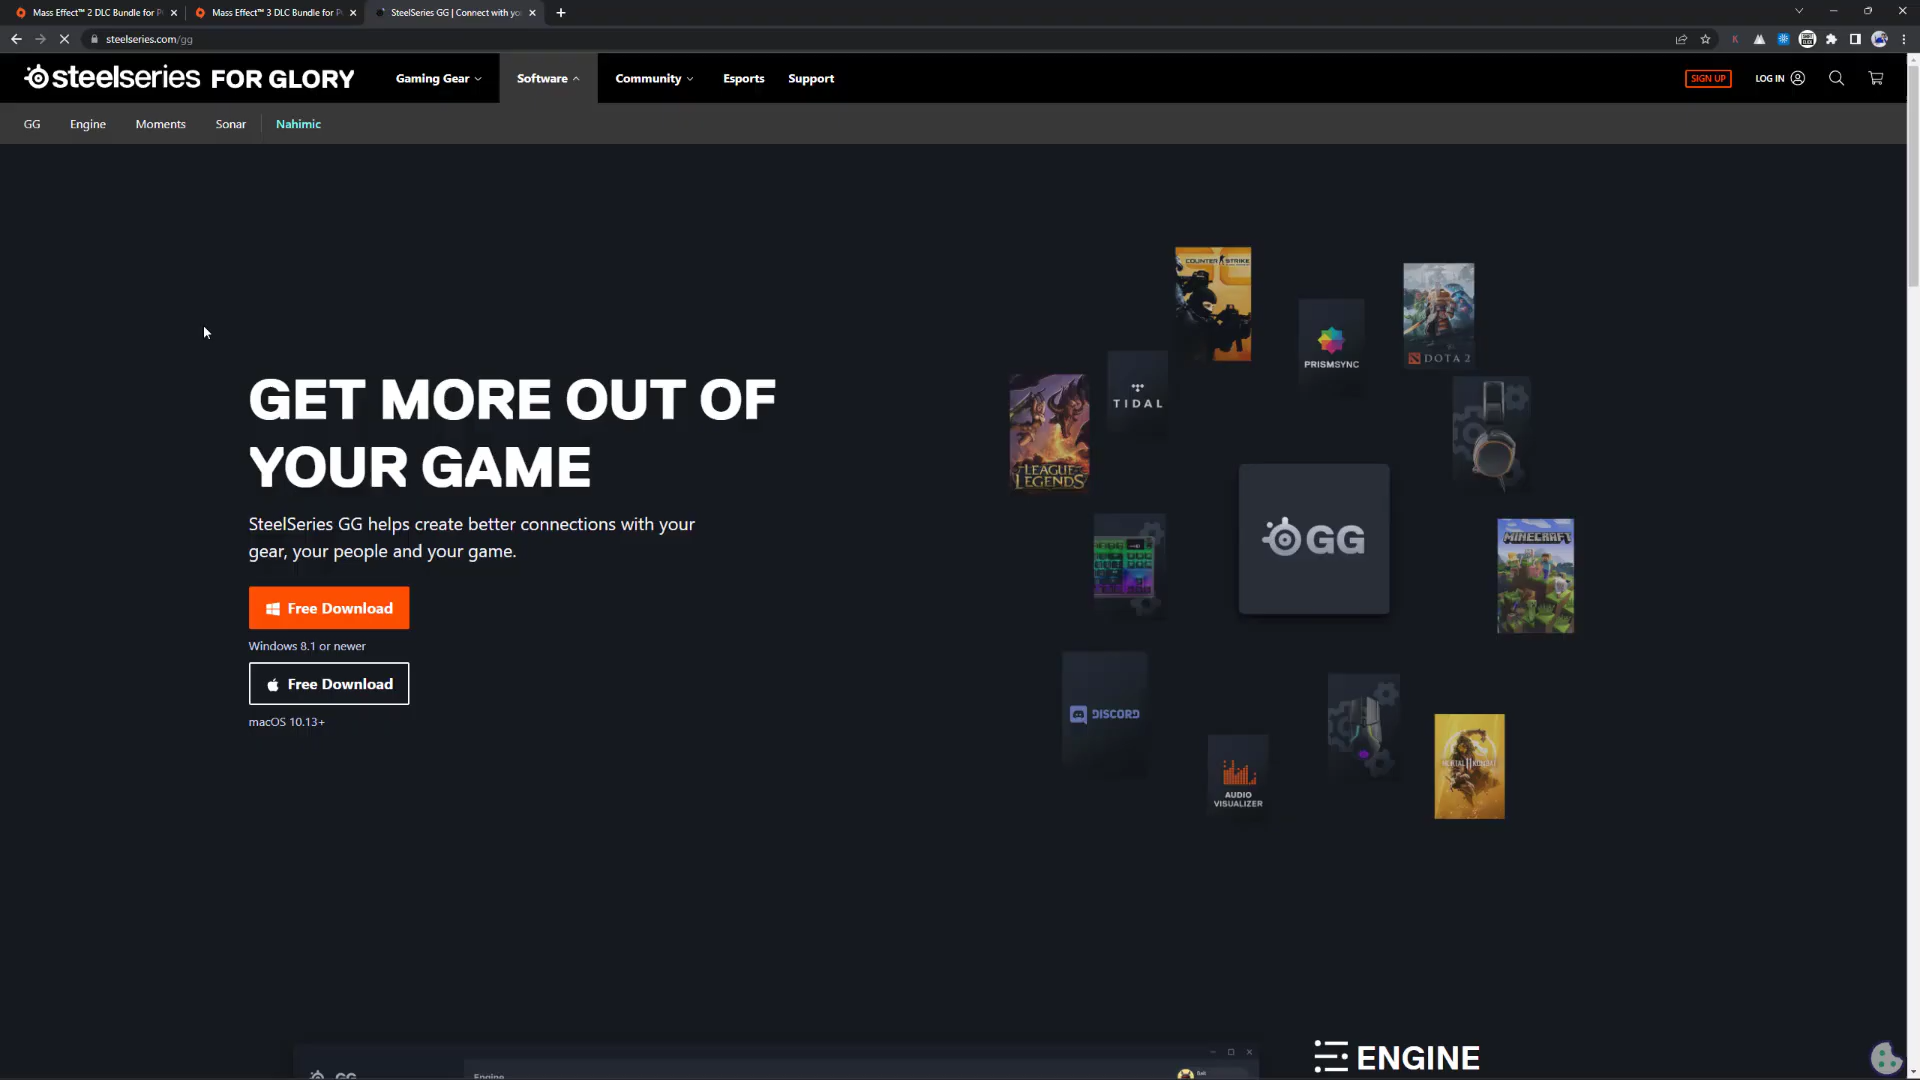 Mass Effect™ 2 DLC Bundle for P
Mass Effect™ 3 DLC Bundle for P
SteelSeries GG | Connect with yo
steelseries.com/gg
steelseries FOR GLORY
Gaming Gear
Software
Community
Esports
Support
SIGN UP
LOG IN
GG
Engine
Moments
Sonar
Nahimic
COUNTER STRIKE
PRISMSYNC
DOTA 2
TIDAL
LEAGUE OF LEGENDS
GET MORE OUT OF
YOUR GAME
SteelSeries GG helps create better connections with your
gear, your people and your game.
GG
MINECRAFT
Free Download
Windows 8.1 or newer
Free Download
macOS 10.13+
DISCORD
AUDIO
VISUALIZER
MORTAL KOMBAT
ENGINE
GG
Engine